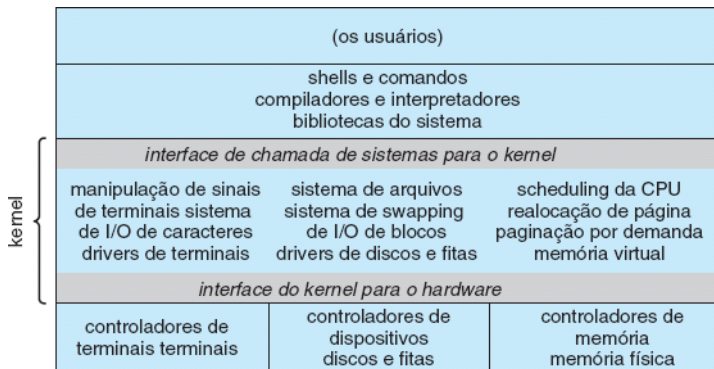 (os usuários)
shells e comandos
compiladores e interpretadores
bibliotecas do sistema
kernel
interface de chamada de sistemas para o kernel
manipulação de sinais
de terminais sistema
de I/O de caracteres
drivers de terminais
sistema de arquivos
sistema de swapping
de I/O de blocos
drivers de discos e fitas
scheduling da CPU
realocação de página
paginação por demanda
memória virtual
interface do kernel para o hardware
controladores de
terminais terminais
controladores de
dispositivos
discos e fitas
controladores de
memória
memória física